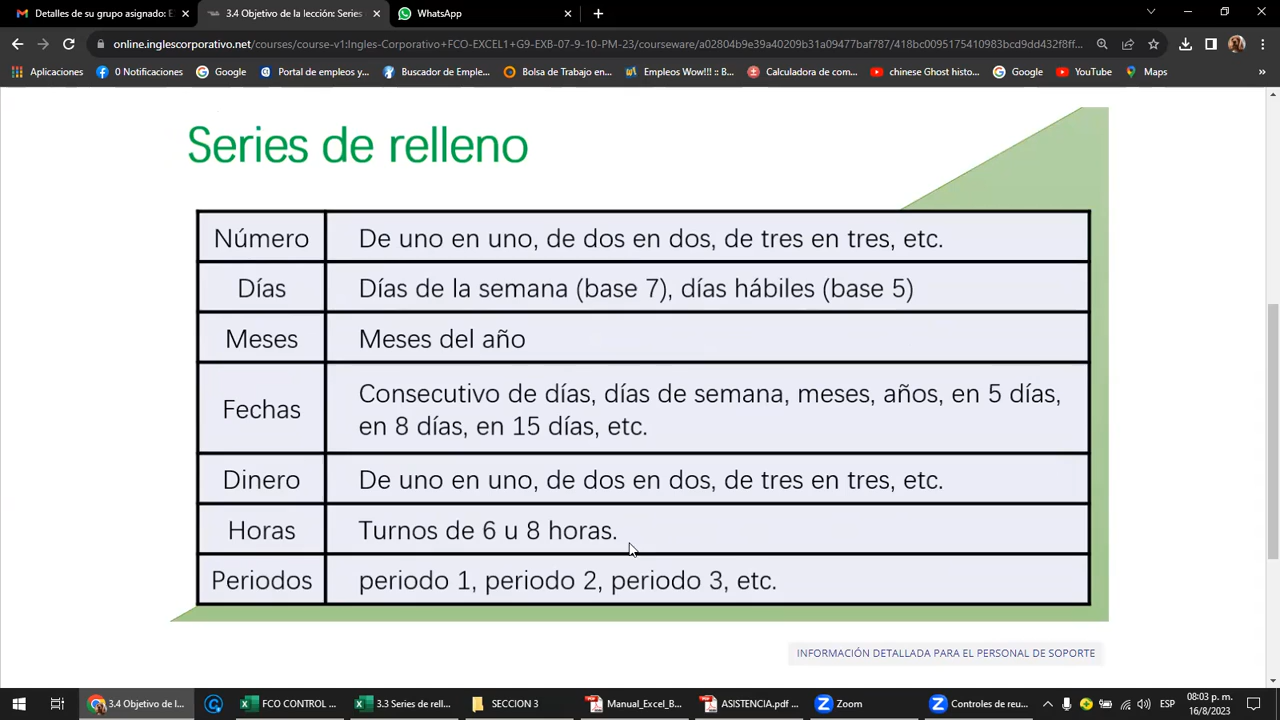 Detalles de su grupo asignado: E
3.4 Objetivo de la lección: Series
WhatsApp
online.inglescorporativo.net/courses/course-v1:Ingles-Corporativo+FCO-EXCEL1+G9-EXB-07-9-10-PM-23/courseware/a02804b9e39a40209b31a09477baf787/418bc0095175410983bcd9dd432f8ff...
Aplicaciones
0 Notificaciones
Google
Portal de empleos y...
Buscador de Emple...
Bolsa de Trabajo en...
Empleos Wow!!! :: B...
Calculadora de com...
chinese Ghost histo...
Google
YouTube
Maps
»
Series de relleno
Número De uno en uno, de dos en dos, de tres en tres, etc.
Días Días de la semana (base 7), días hábiles (base 5)
Meses Meses del año
Fechas Consecutivo de días, días de semana, meses, años, en 5 días,
en 8 días, en 15 días, etc.
Dinero De uno en uno, de dos en dos, de tres en tres, etc.
Horas Turnos de 6 u 8 horas.
Periodos periodo 1, periodo 2, periodo 3, etc.
INFORMACIÓN DETALLADA PARA EL PERSONAL DE SOPORTE
3.4 Objetivo de la l...
FCO CONTROL ...
3.3 Series de rell...
SECCION 3
Manual_Excel_B...
ASISTENCIA.pdf ...
Zoom
Controles de reu...
ESP
08:03 p. m.
16/8/2023